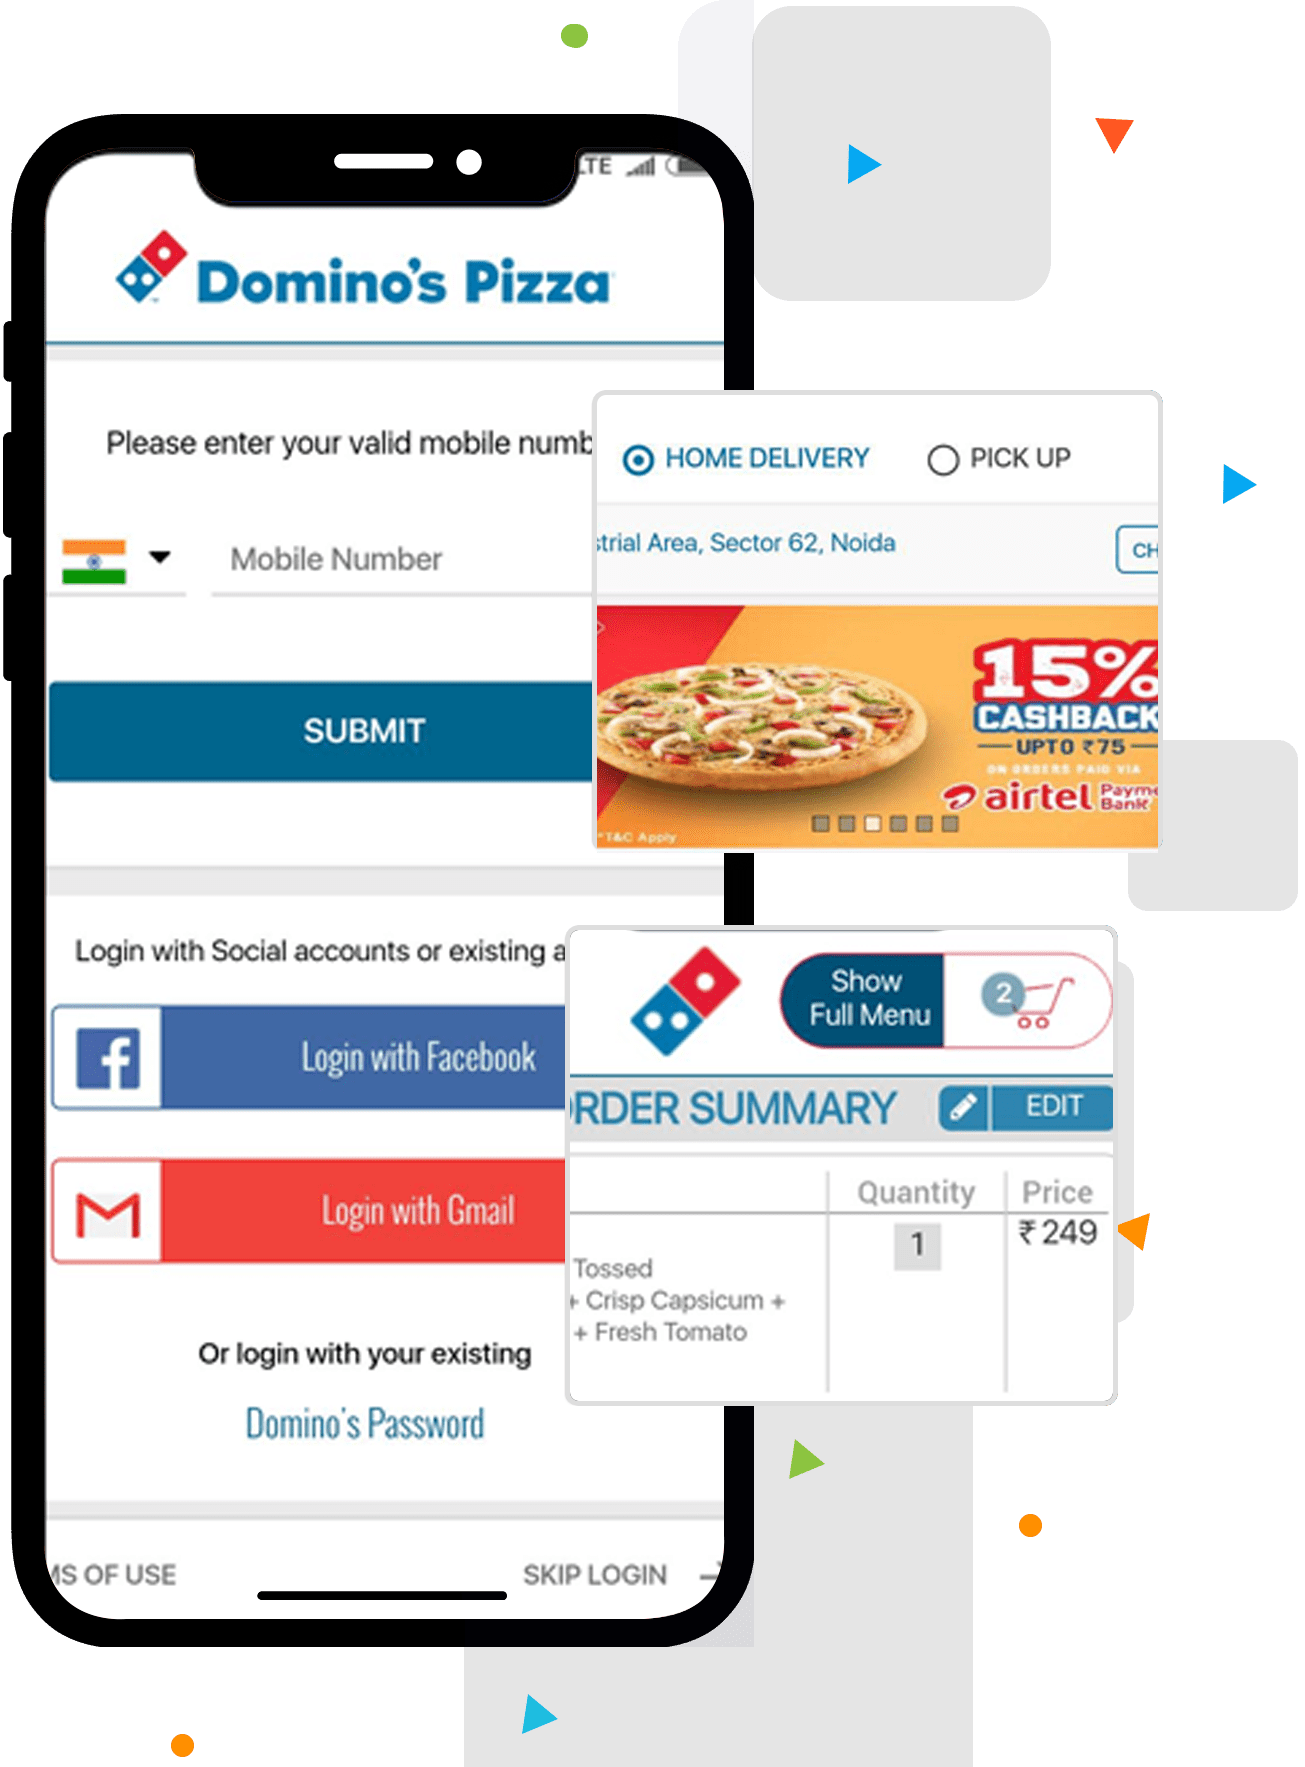 LTE
Domino's Pizza
Please enter your valid mobile numb
Mobile Number
SUBMIT
Login with Social accounts or existing a
f
Login with Facebook
M
Login with Gmail
Or login with your existing
Domino's Password
MS OF USE
SKIP LOGIN
HOME DELIVERY
PICK UP
strial Area, Sector 62, Noida
CH
15%
CASHBACK
UPTO ₹75
ON ORDERS PAID VIA
airtel Payme
Bank
*T&C Apply
Show
Full Menu
2
ORDER SUMMARY
EDIT
Quantity
Price
1
₹ 249
Tossed
+ Crisp Capsicum +
+ Fresh Tomato